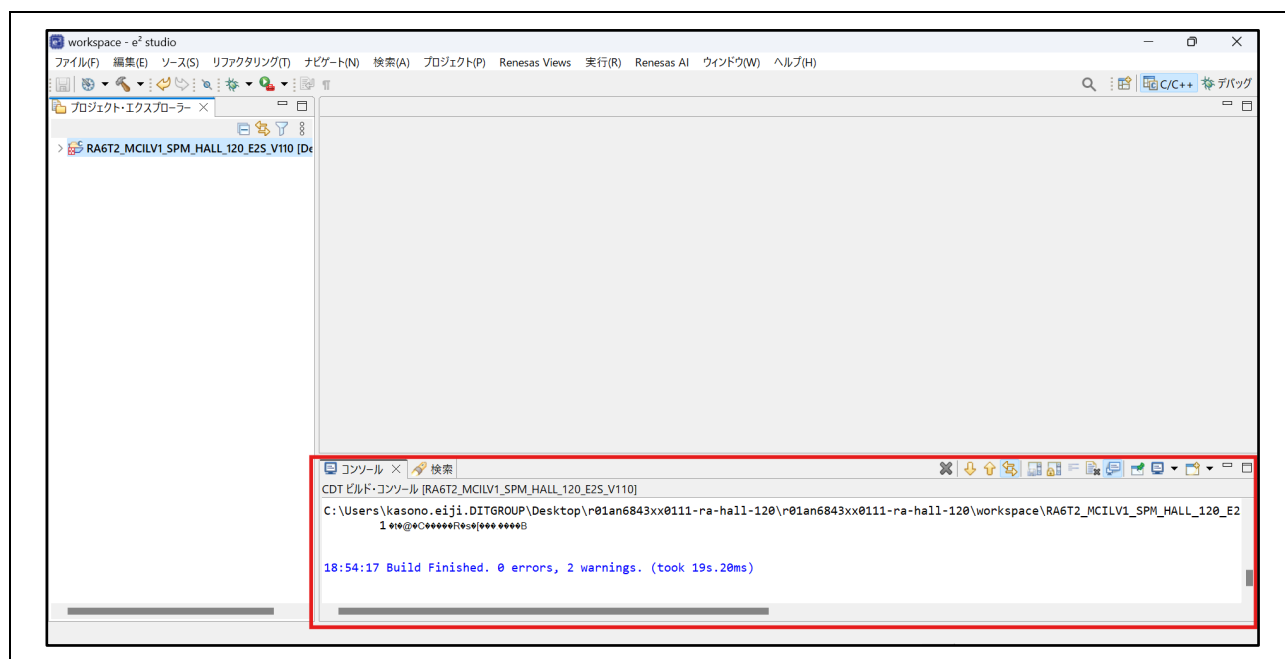 workspace - e² studio
ファイル(F) 編集(E) ソース(S) リファクタリング(T) ナビゲート(N) 検索(A) プロジェクト(P) Renesas Views 実行(R) Renesas AI ウィンドウ(W) ヘルプ(H)
C/C++ デバッグ
プロジェクト・エクスプローラー
RA6T2_MCILV1_SPM_HALL_120_E2S_V110 [De
コンソール 検索
CDT ビルド・コンソール [RA6T2_MCILV1_SPM_HALL_120_E2S_V110]
C:\Users\kasono.eiji.DITGROUP\Desktop\r01an6843xx0111-ra-hall-120\r01an6843xx0111-ra-hall-120\workspace\RA6T2_MCILV1_SPM_HALL_120_E2
1 �t�@�C�����R�s�[��� ����B
18:54:17 Build Finished. 0 errors, 2 warnings. (took 19s.20ms)